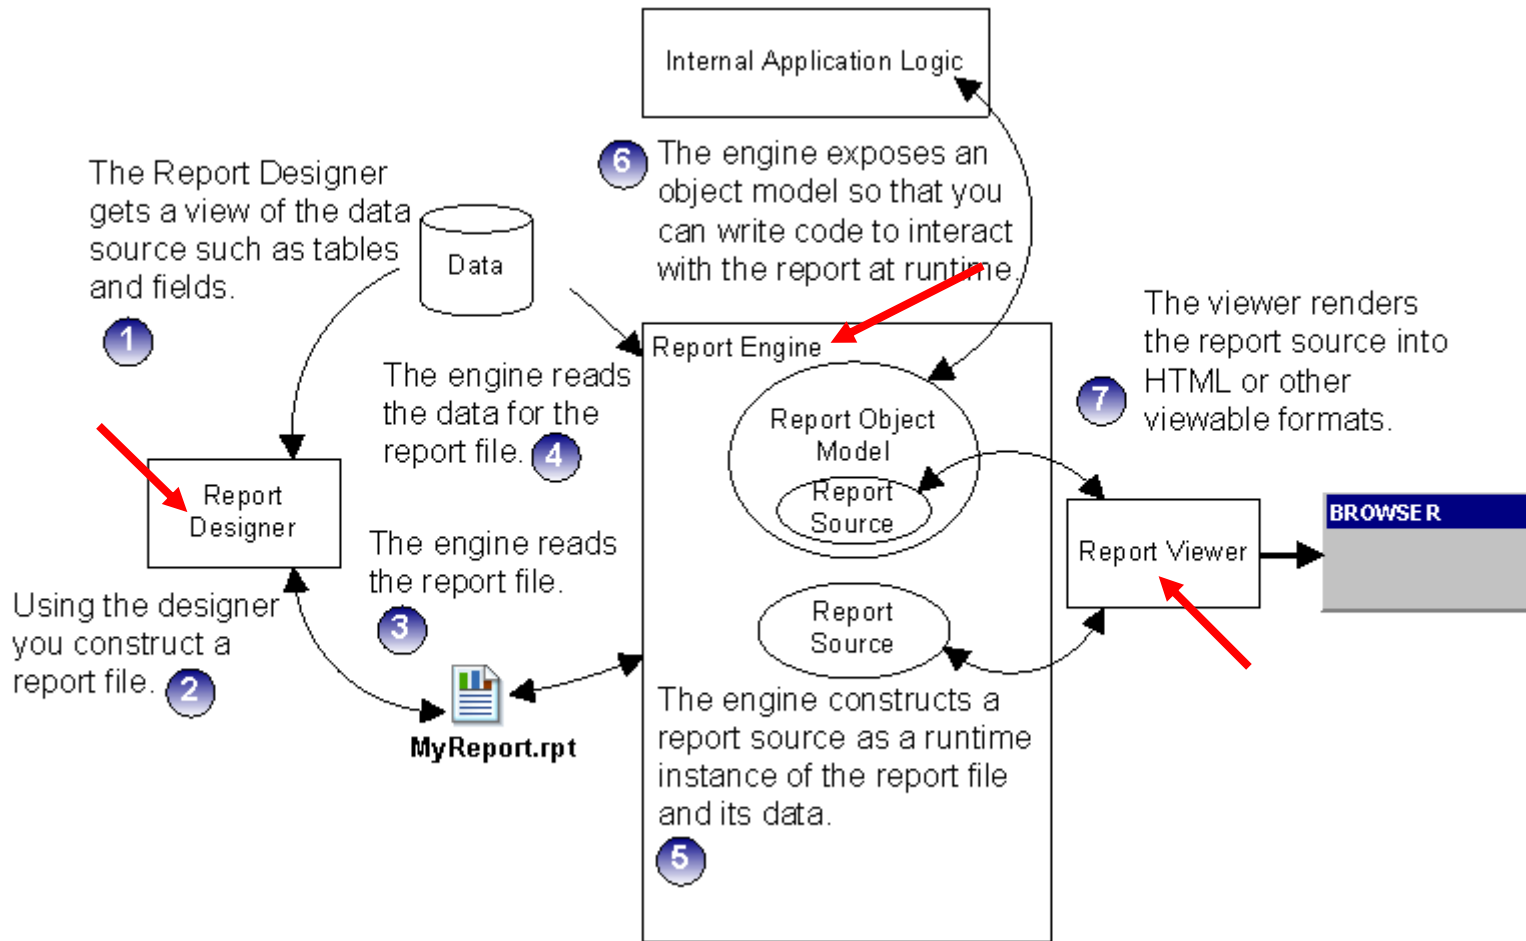 Internal Application Logic
6
The engine exposes an
object model so that you
can write code to interact
with the report at runtime.
The Report Designer
gets a view of the data
source such as tables
and fields.
1
Data
The engine reads
the data for the
report file.
4
Report Engine
Report Object
Model
Report
Source
The viewer renders
the report source into
HTML or other
viewable formats.
7
Report
Designer
The engine reads
the report file.
3
Using the designer
you construct a
report file.
2
MyReport.rpt
Report
Source
Report Viewer
BROWSER
The engine constructs a
report source as a runtime
instance of the report file
and its data.
5